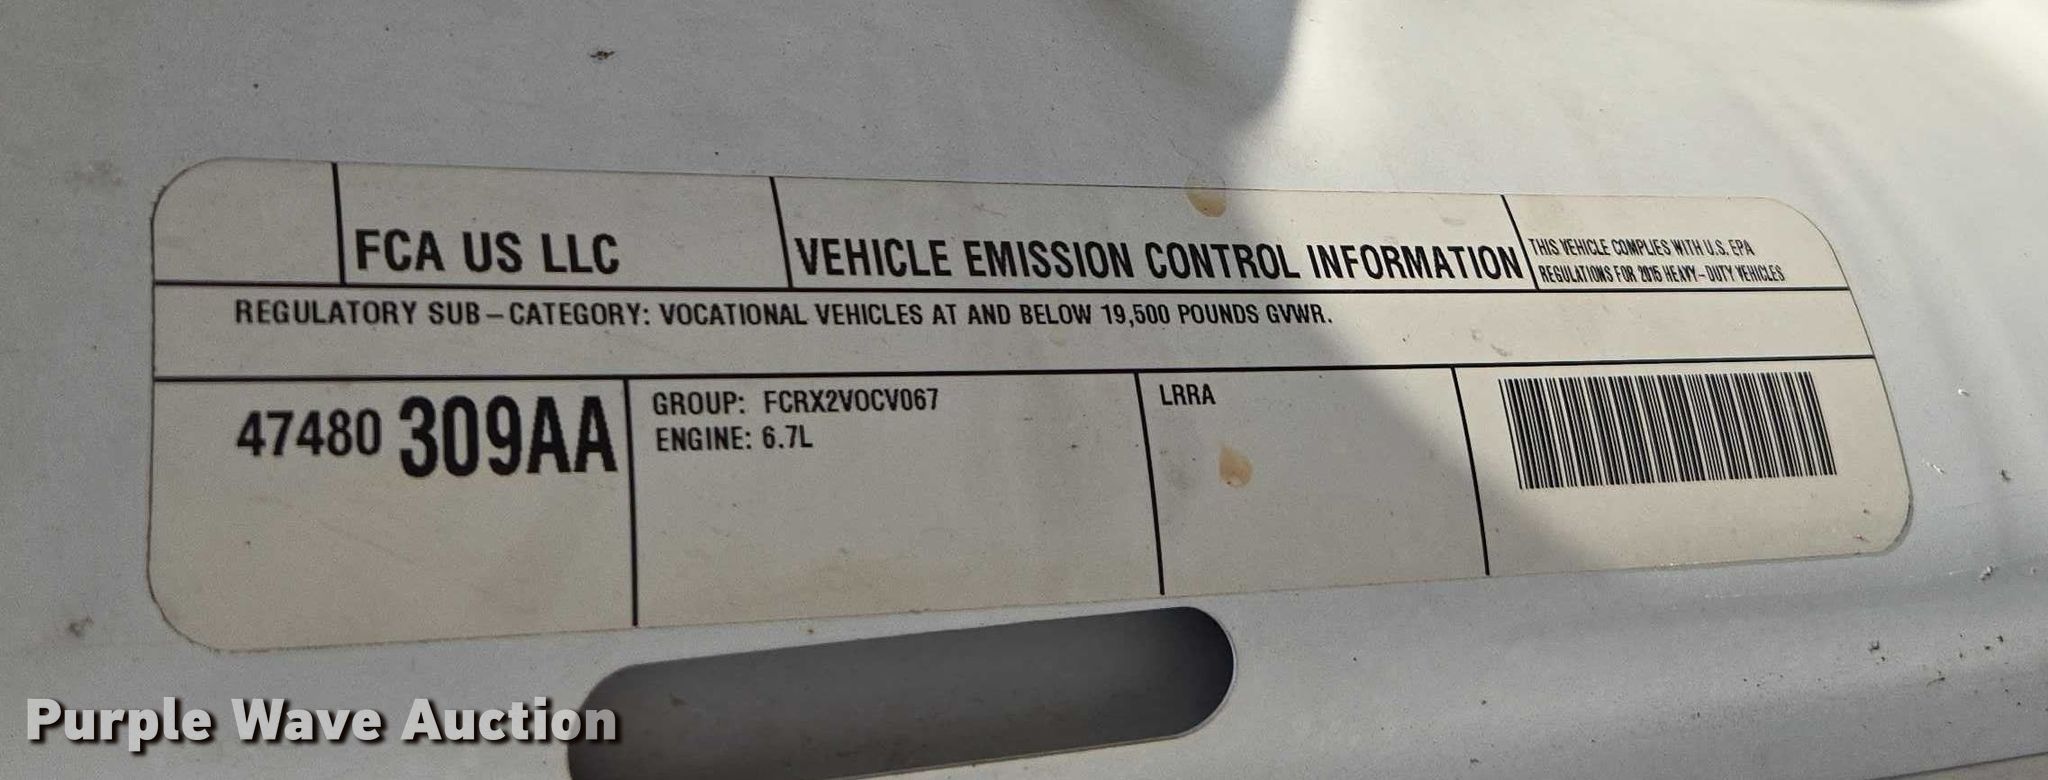 FCA US LLC
VEHICLE EMISSION CONTROL INFORMATION
THIS VEHICLE COMPLIES WITH U.S. EPA
REGULATIONS FOR 2015 HEAVY-DUTY VEHICLES
REGULATORY SUB-CATEGORY: VOCATIONAL VEHICLES AT AND BELOW 19,500 POUNDS GVWR.
47480 309AA
GROUP: FCRX2VOCV067
ENGINE: 6.7L
LRRA
Purple Wave Auction